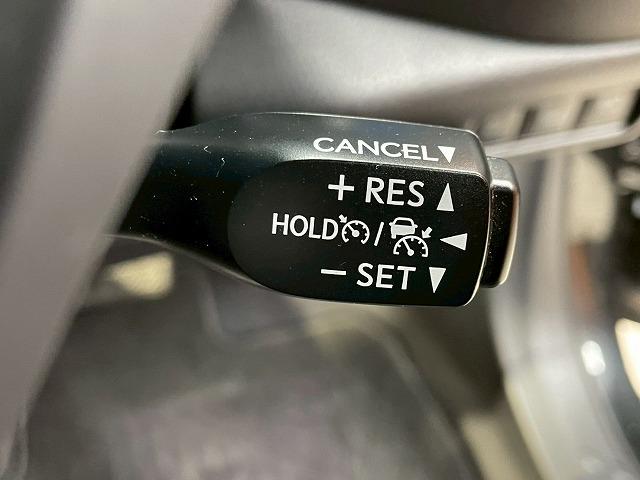 CANCEL▼
+ RES ▲
HOLD / ◀
− SET ▼